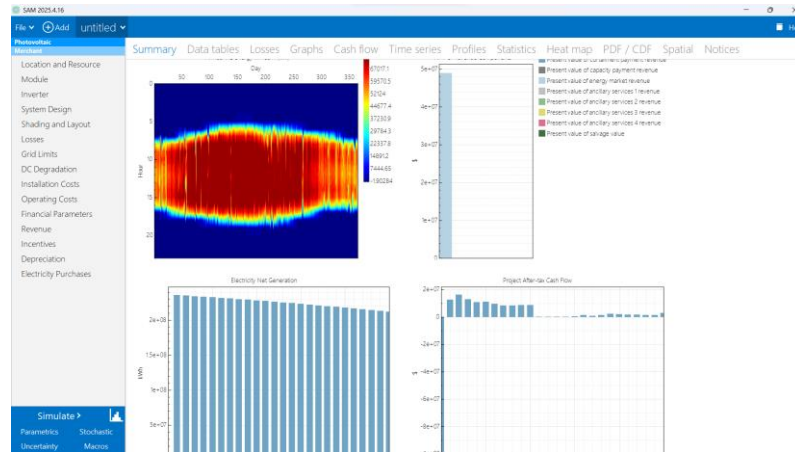 SAM 2025.4.16
File
Add
untitled
Photovoltaic
Merchant
Summary Data tables Losses Graphs Cash flow Time series Profiles Statistics Heat map PDF / CDF Spatial Notices
Location and Resource
Module
Inverter
System Design
Shading and Layout
Losses
Grid Limits
DC Degradation
Installation Costs
Operating Costs
Financial Parameters
Revenue
Incentives
Depreciation
Electricity Purchases
Simulate >
Parametrics Stochastic
Uncertainty Macros
Day
50 100 150 200 250 300 350
Hour
0
5
10
15
20
67017.1
59570.5
52124
44677.4
37230.9
29784.3
22337.8
14891.2
7444.65
5e+07
4e+07
3e+07
2e+07
1e+07
0
$
Present value of curtailment payment revenue
Present value of capacity payment revenue
Present value of energy market revenue
Present value of ancillary services 1 revenue
Present value of ancillary services 2 revenue
Present value of ancillary services 3 revenue
Present value of ancillary services 4 revenue
Present value of salvage value
Electricity Net Generation
kWh
2e+08
1.5e+08
1e+08
5e+07
Project After-tax Cash Flow
2e+07
0
-2e+07
-4e+07
-6e+07
-8e+07
$